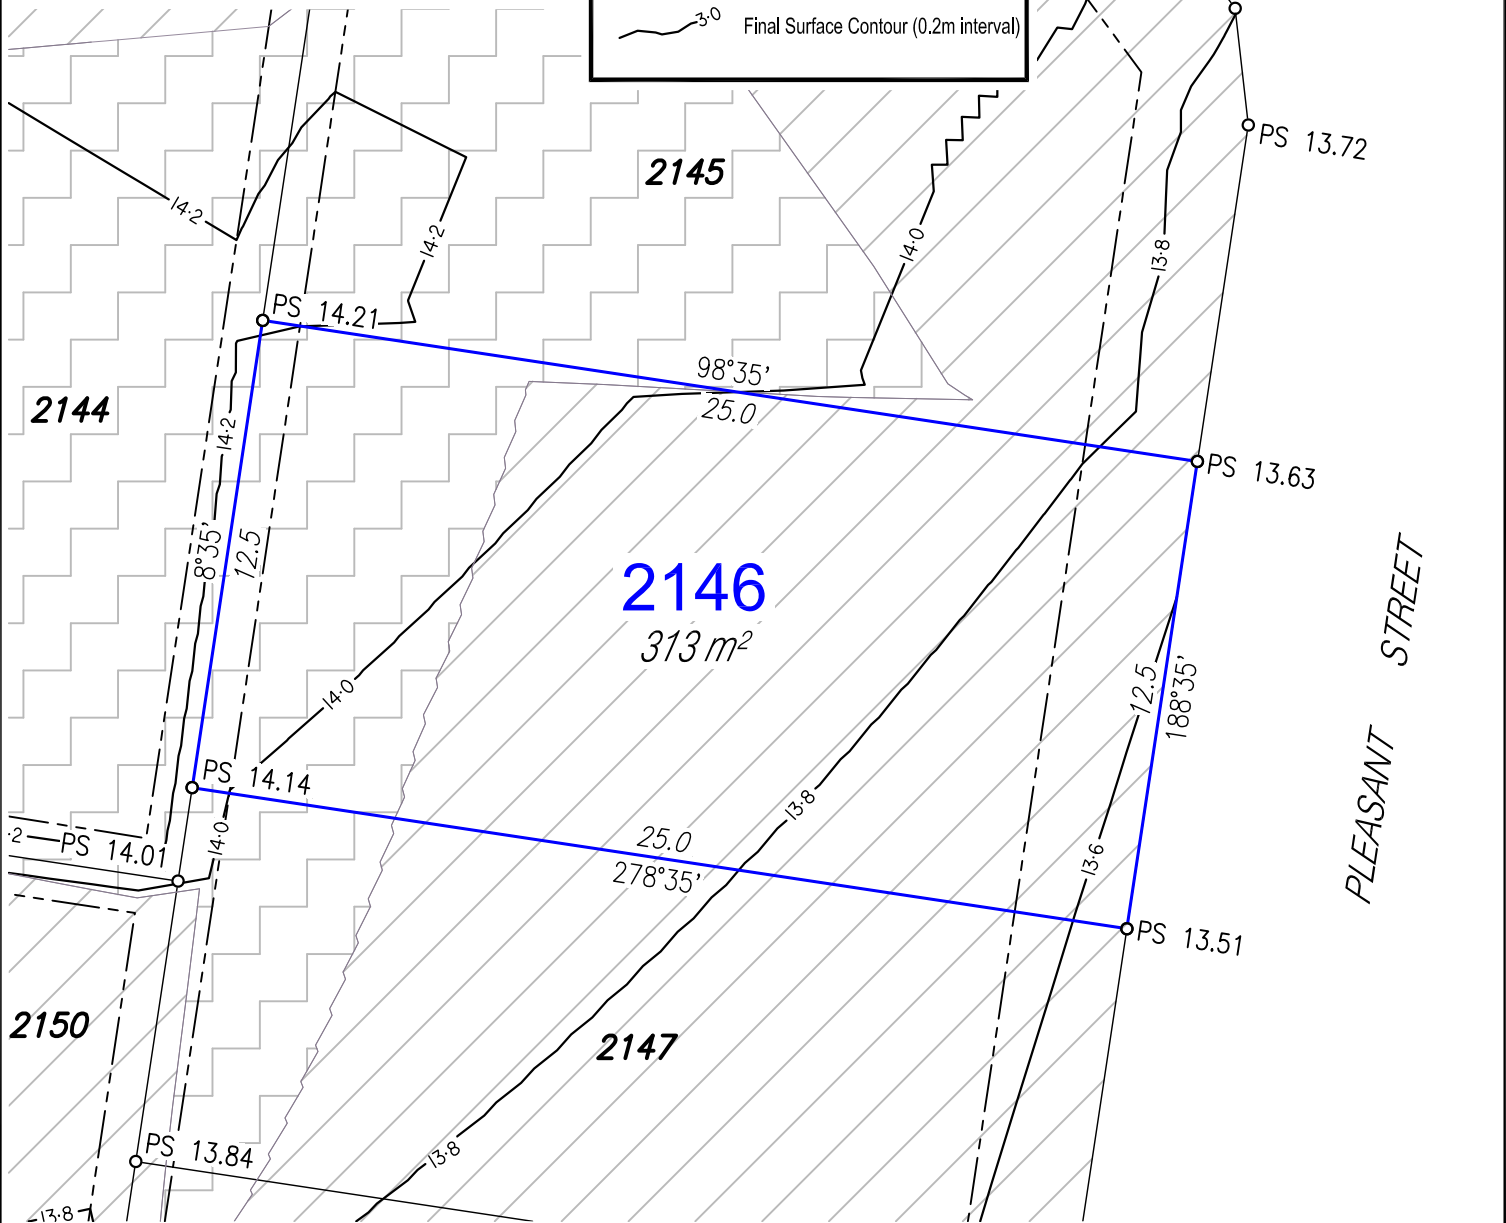 3·0 Final Surface Contour (0.2m interval)
PS 13.72
2145
14·2
14·2
14·0
13·8
PS 14.21
98°35'
25.0
2144
14·2
PS 13.63
8°35'
12.5
2146
313 m²
STREET
PLEASANT
14·0
12.5
188°35'
PS 14.14
13·8
·2
PS 14.01
14·0
25.0
278°35'
13·6
PS 13.51
2150
2147
PS 13.84
13·8
13·8